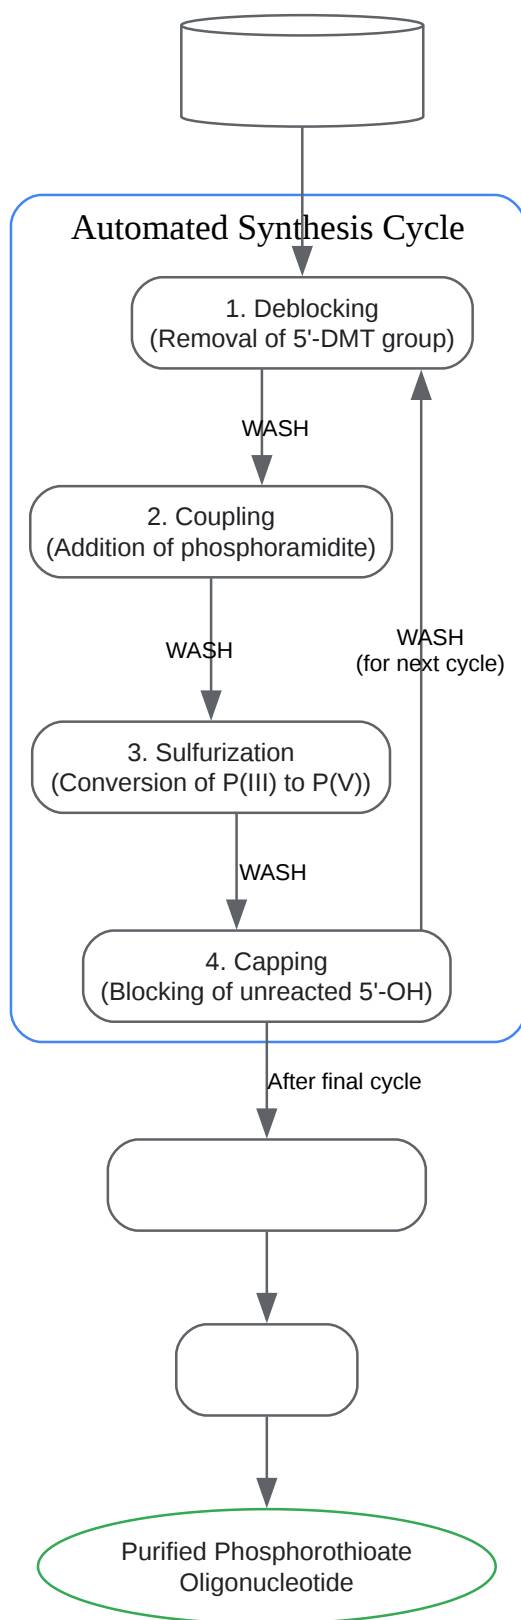 Automated Synthesis Cycle
1. Deblocking
(Removal of 5'-DMT group)
WASH
2. Coupling
(Addition of phosphoramidite)
WASH
WASH
(for next cycle)
3. Sulfurization
(Conversion of P(III) to P(V))
WASH
4. Capping
(Blocking of unreacted 5'-OH)
After final cycle
Purified Phosphorothioate
Oligonucleotide